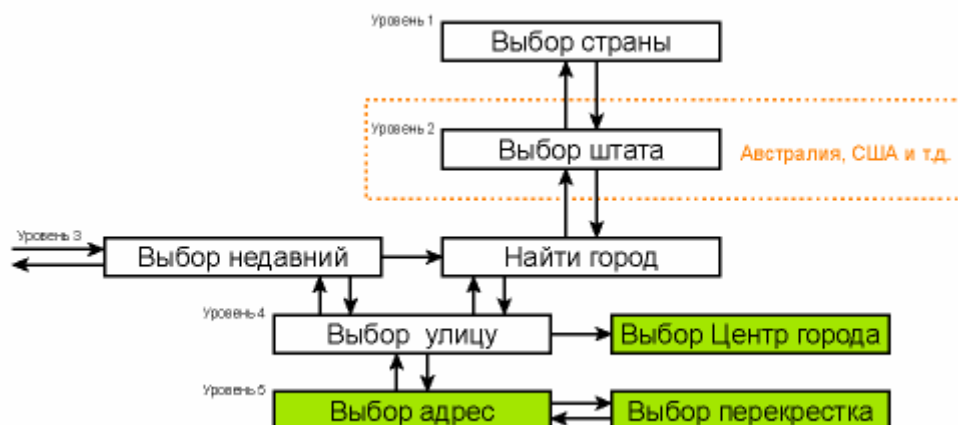 Уровень 1
Выбор страны
Уровень 2
Выбор штата
Австралия, США и т.д.
Уровень 3
Выбор недавний
Найти город
Уровень 4
Выбор улицу
Выбор Центр города
Уровень 5
Выбор адрес
Выбор перекрестка